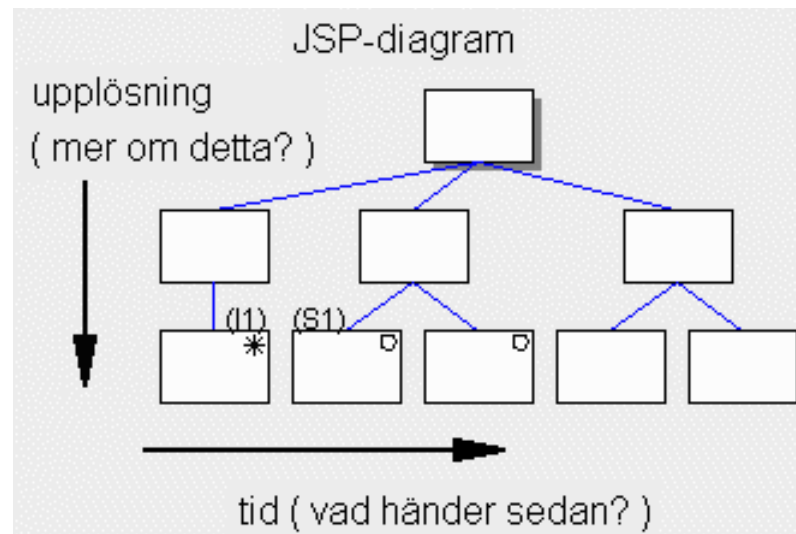 JSP-diagram
upplösning
( mer om detta? )
(I1) (S1)
tid ( vad händer sedan? )